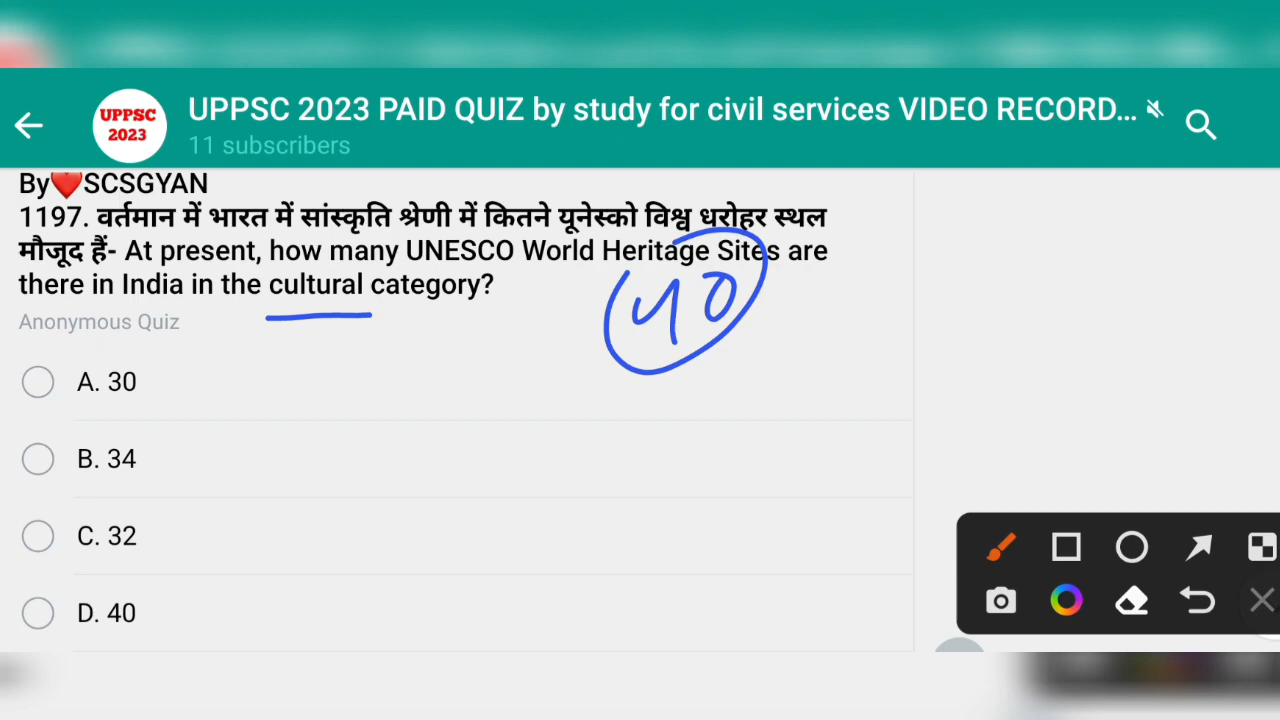 UPPSC
2023
UPPSC 2023 PAID QUIZ by study for civil services VIDEO RECORD...
11 subscribers
By❤️SCSGYAN
1197. वर्तमान में भारत में सांस्कृति श्रेणी में कितने यूनेस्को विश्व धरोहर स्थल
मौजूद हैं- At present, how many UNESCO World Heritage Sites are
there in India in the cultural category?
40
Anonymous Quiz
A. 30
B. 34
C. 32
D. 40